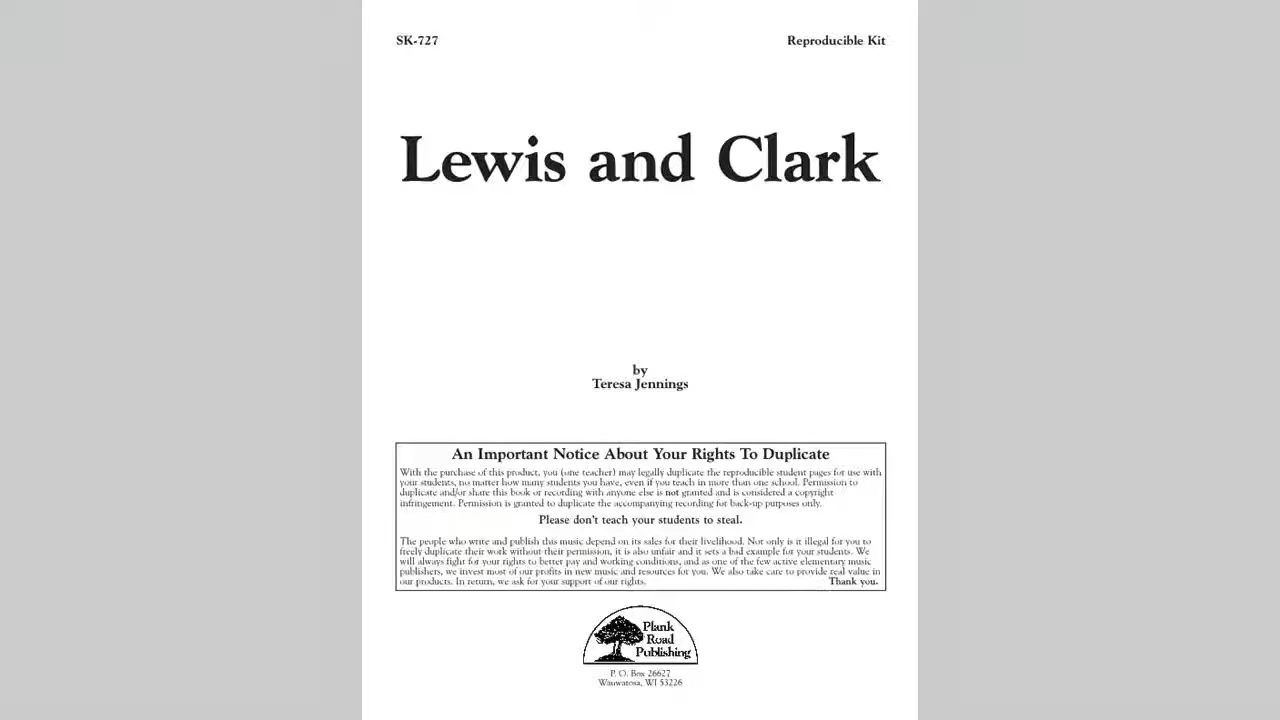 SK-727
Reproducible Kit
Lewis and Clark
by
Teresa Jennings
An Important Notice About Your Rights To Duplicate
With the purchase of this product, you (one teacher) may legally duplicate the reproducible student pages for use with
your students, no matter how many students you have, even if you teach in more than one school. Permission to
duplicate and/or share this book or recording with anyone else is not granted and is considered a copyright
infringement. Permission is granted to duplicate the accompanying recording for back-up purposes only.
Please don't teach your students to steal.
The people who write and publish this music depend on its sales for their livelihood. Not only is it illegal for you to
freely duplicate their work without their permission, it is also unfair and it sets a bad example for your students. We
will always fight for your rights to better pay and working conditions, and as one of the few active elementary music
publishers, we invest most of our profits in new music and resources for you. We also take care to provide real value in
our products. In return, we ask for your support of our rights. Thank you.
Plank
Road
Publishing
P. O. Box 26627
Wauwatosa, WI 53226